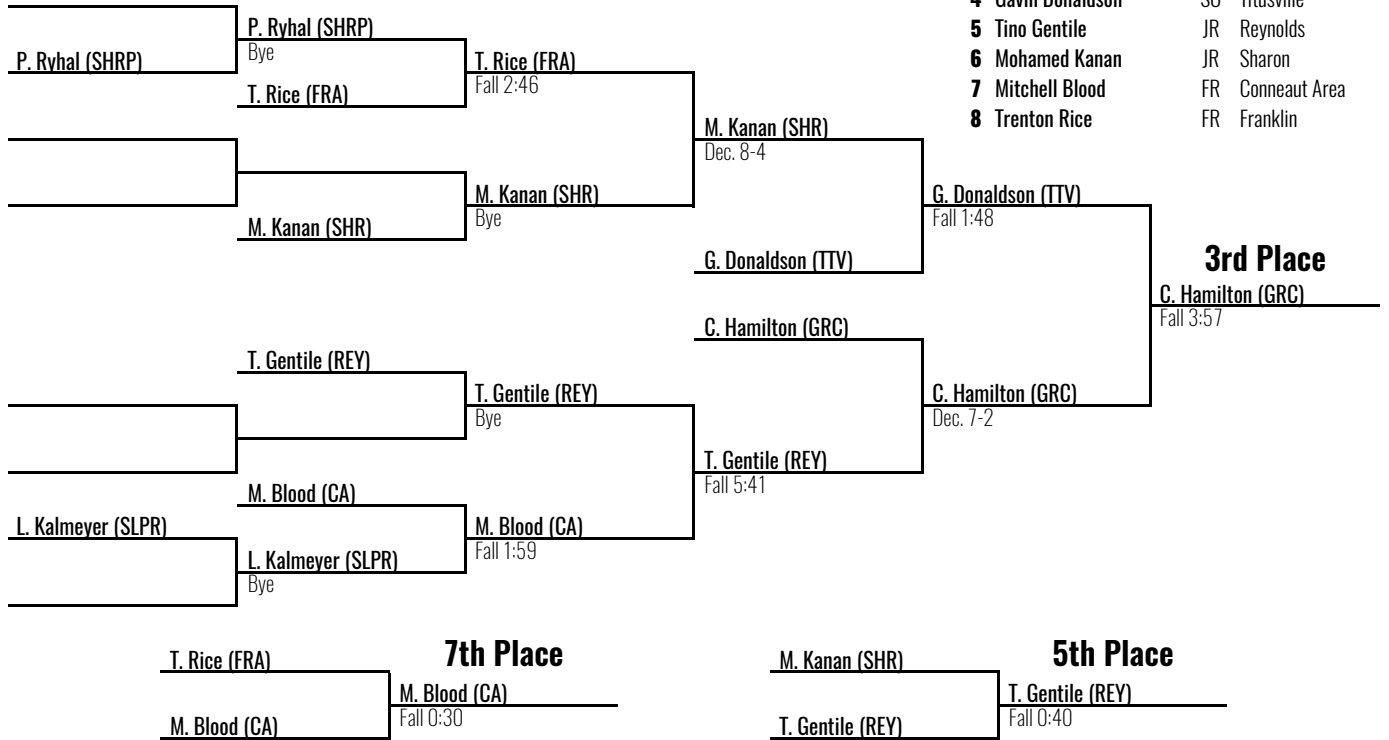 4 Gavin Donaldson SO Titusville
5 Tino Gentile JR Reynolds
6 Mohamed Kanan JR Sharon
7 Mitchell Blood FR Conneaut Area
8 Trenton Rice FR Franklin
P. Ryhal (SHRP)
P. Ryhal (SHRP)
Bye
T. Rice (FRA)
T. Rice (FRA)
Fall 2:46
M. Kanan (SHR)
Dec. 8-4
M. Kanan (SHR)
M. Kanan (SHR)
Bye
G. Donaldson (TTV)
G. Donaldson (TTV)
Fall 1:48
3rd Place
C. Hamilton (GRC)
Fall 3:57
C. Hamilton (GRC)
C. Hamilton (GRC)
Dec. 7-2
T. Gentile (REY)
T. Gentile (REY)
Bye
T. Gentile (REY)
Fall 5:41
M. Blood (CA)
M. Blood (CA)
Fall 1:59
L. Kalmeyer (SLPR)
L. Kalmeyer (SLPR)
Bye
7th Place
T. Rice (FRA)
M. Blood (CA)
M. Blood (CA)
Fall 0:30
5th Place
M. Kanan (SHR)
T. Gentile (REY)
T. Gentile (REY)
Fall 0:40